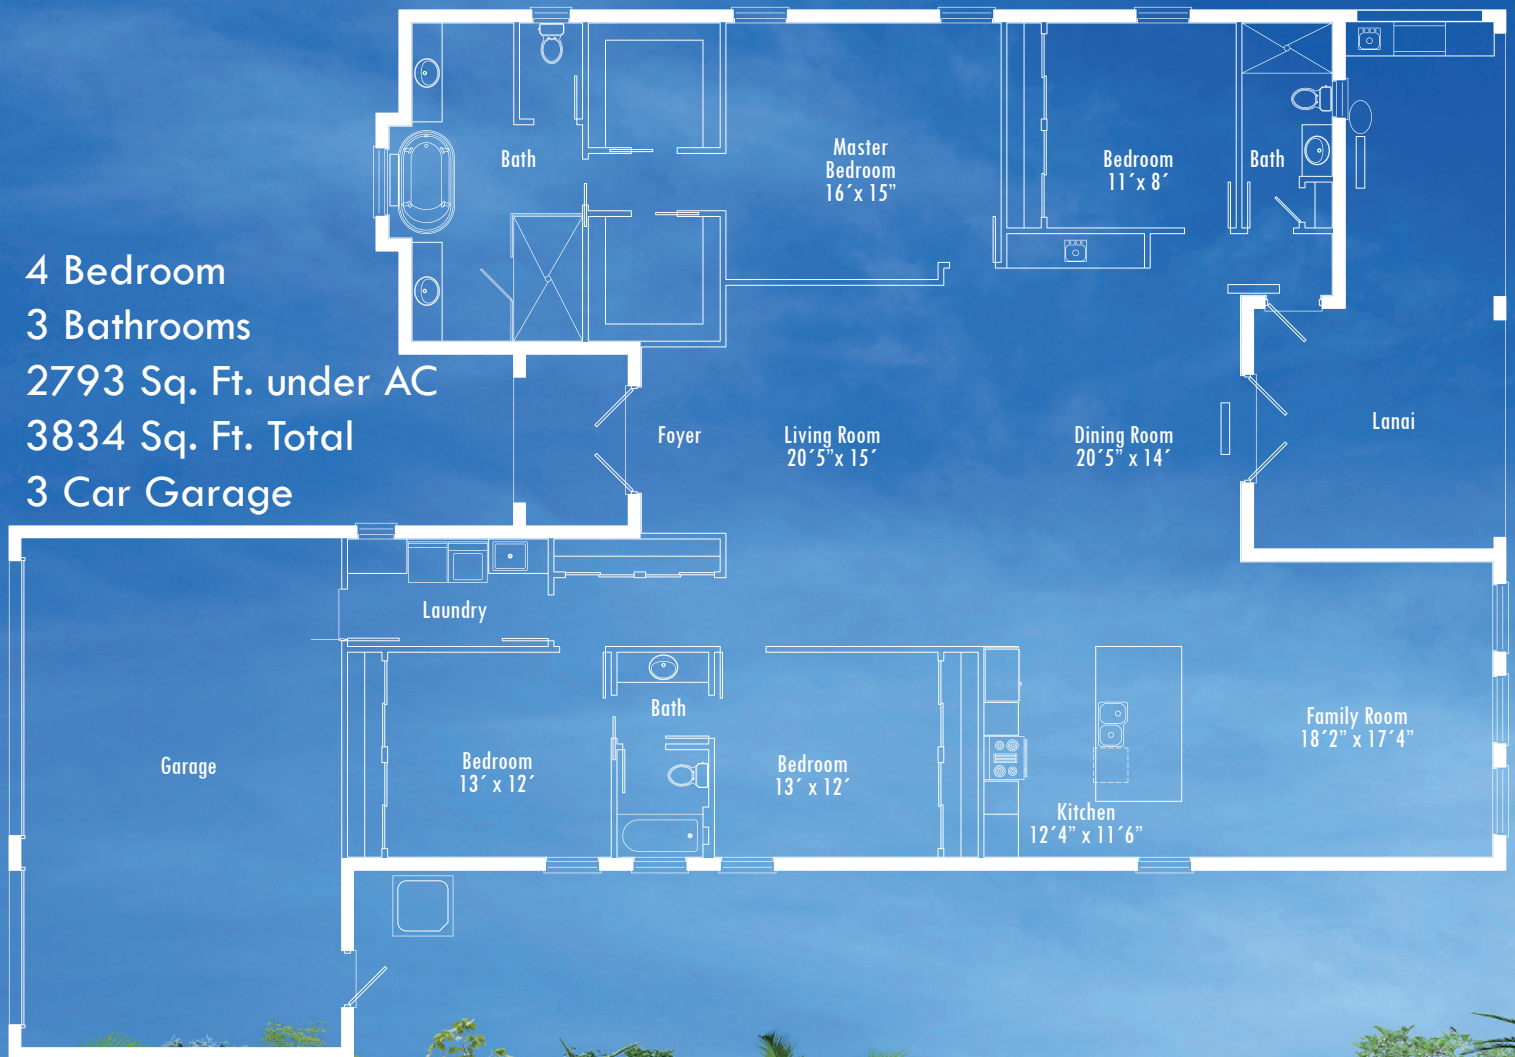 4 Bedroom
3 Bathrooms
2793 Sq. Ft. under AC
3834 Sq. Ft. Total
3 Car Garage
Bath
Master
Bedroom
16´x 15”
Bedroom
11´x 8´
Bath
Foyer
Living Room
20´5”x 15´
Dining Room
20´5” x 14´
Lanai
Laundry
Garage
Bedroom
13´ x 12´
Bath
Bedroom
13´ x 12´
Kitchen
12´4” x 11´6”
Family Room
18´2” x 17´4”